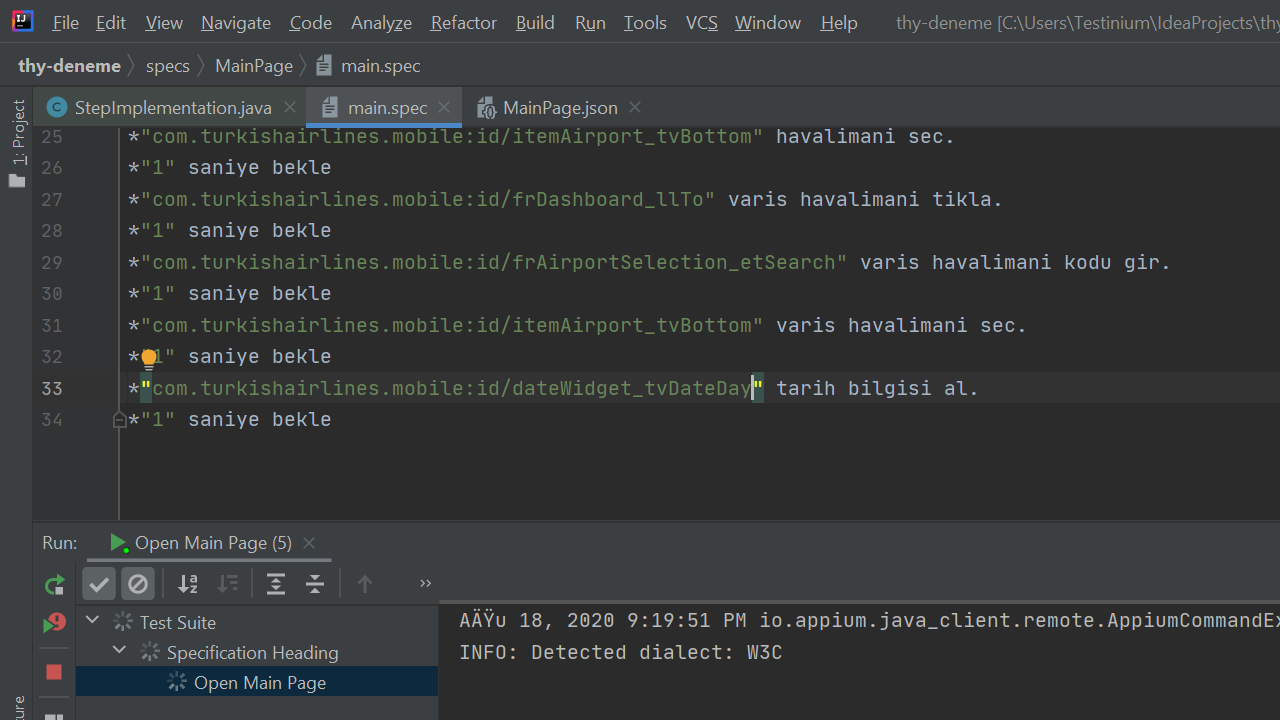 File Edit View Navigate Code Analyze Refactor Build Run Tools VCS Window Help thy-deneme [C:\Users\Testinium\IdeaProjects\thy
thy-deneme specs MainPage main.spec
1: Project
StepImplementation.java main.spec MainPage.json
25 *"com.turkishairlines.mobile:id/itemAirport_tvBottom" havalimani sec.
26 *"1" saniye bekle
27 *"com.turkishairlines.mobile:id/frDashboard_llTo" varis havalimani tikla.
28 *"1" saniye bekle
29 *"com.turkishairlines.mobile:id/frAirportSelection_etSearch" varis havalimani kodu gir.
30 *"1" saniye bekle
31 *"com.turkishairlines.mobile:id/itemAirport_tvBottom" varis havalimani sec.
32 *"1" saniye bekle
33 *"com.turkishairlines.mobile:id/dateWidget_tvDateDay" tarih bilgisi al.
34 *"1" saniye bekle
Run: Open Main Page (5)
Test Suite
Specification Heading
Open Main Page
AÄŸu 18, 2020 9:19:51 PM io.appium.java_client.remote.AppiumCommandEx
INFO: Detected dialect: W3C